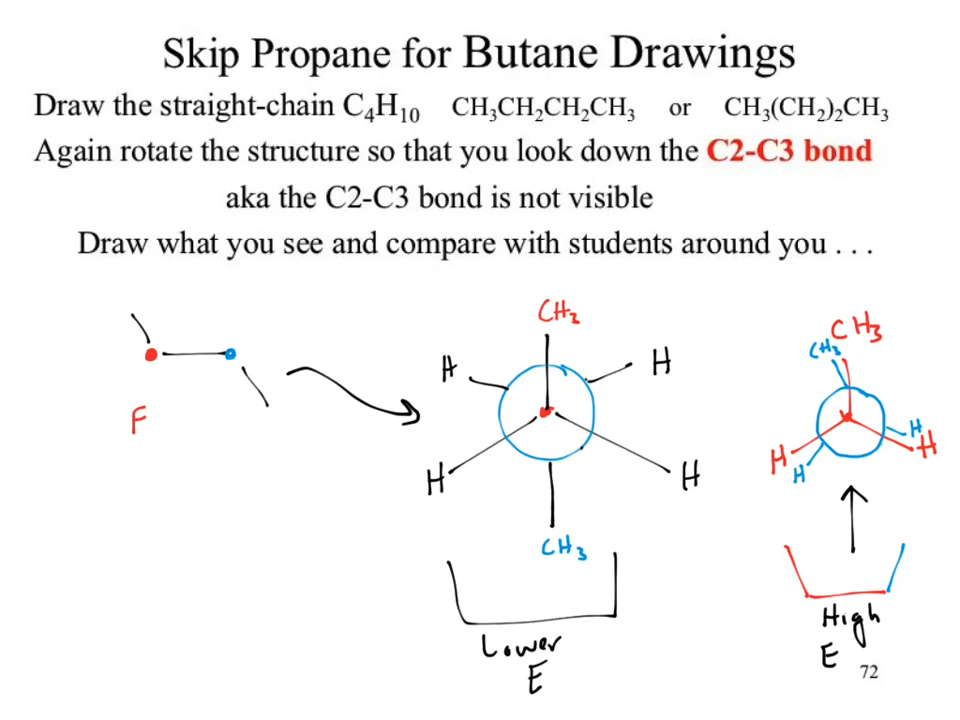 Skip Propane for Butane Drawings
Draw the straight-chain C₄H₁₀ CH₃CH₂CH₂CH₃ or CH₃(CH₂)₂CH₃
Again rotate the structure so that you look down the C2-C3 bond
aka the C2-C3 bond is not visible
Draw what you see and compare with students around you . . .
CH₃
CH₃
CH₃
H
H
F
H
H
H
H
H
H
CH₃
Lower
E
High
E
72